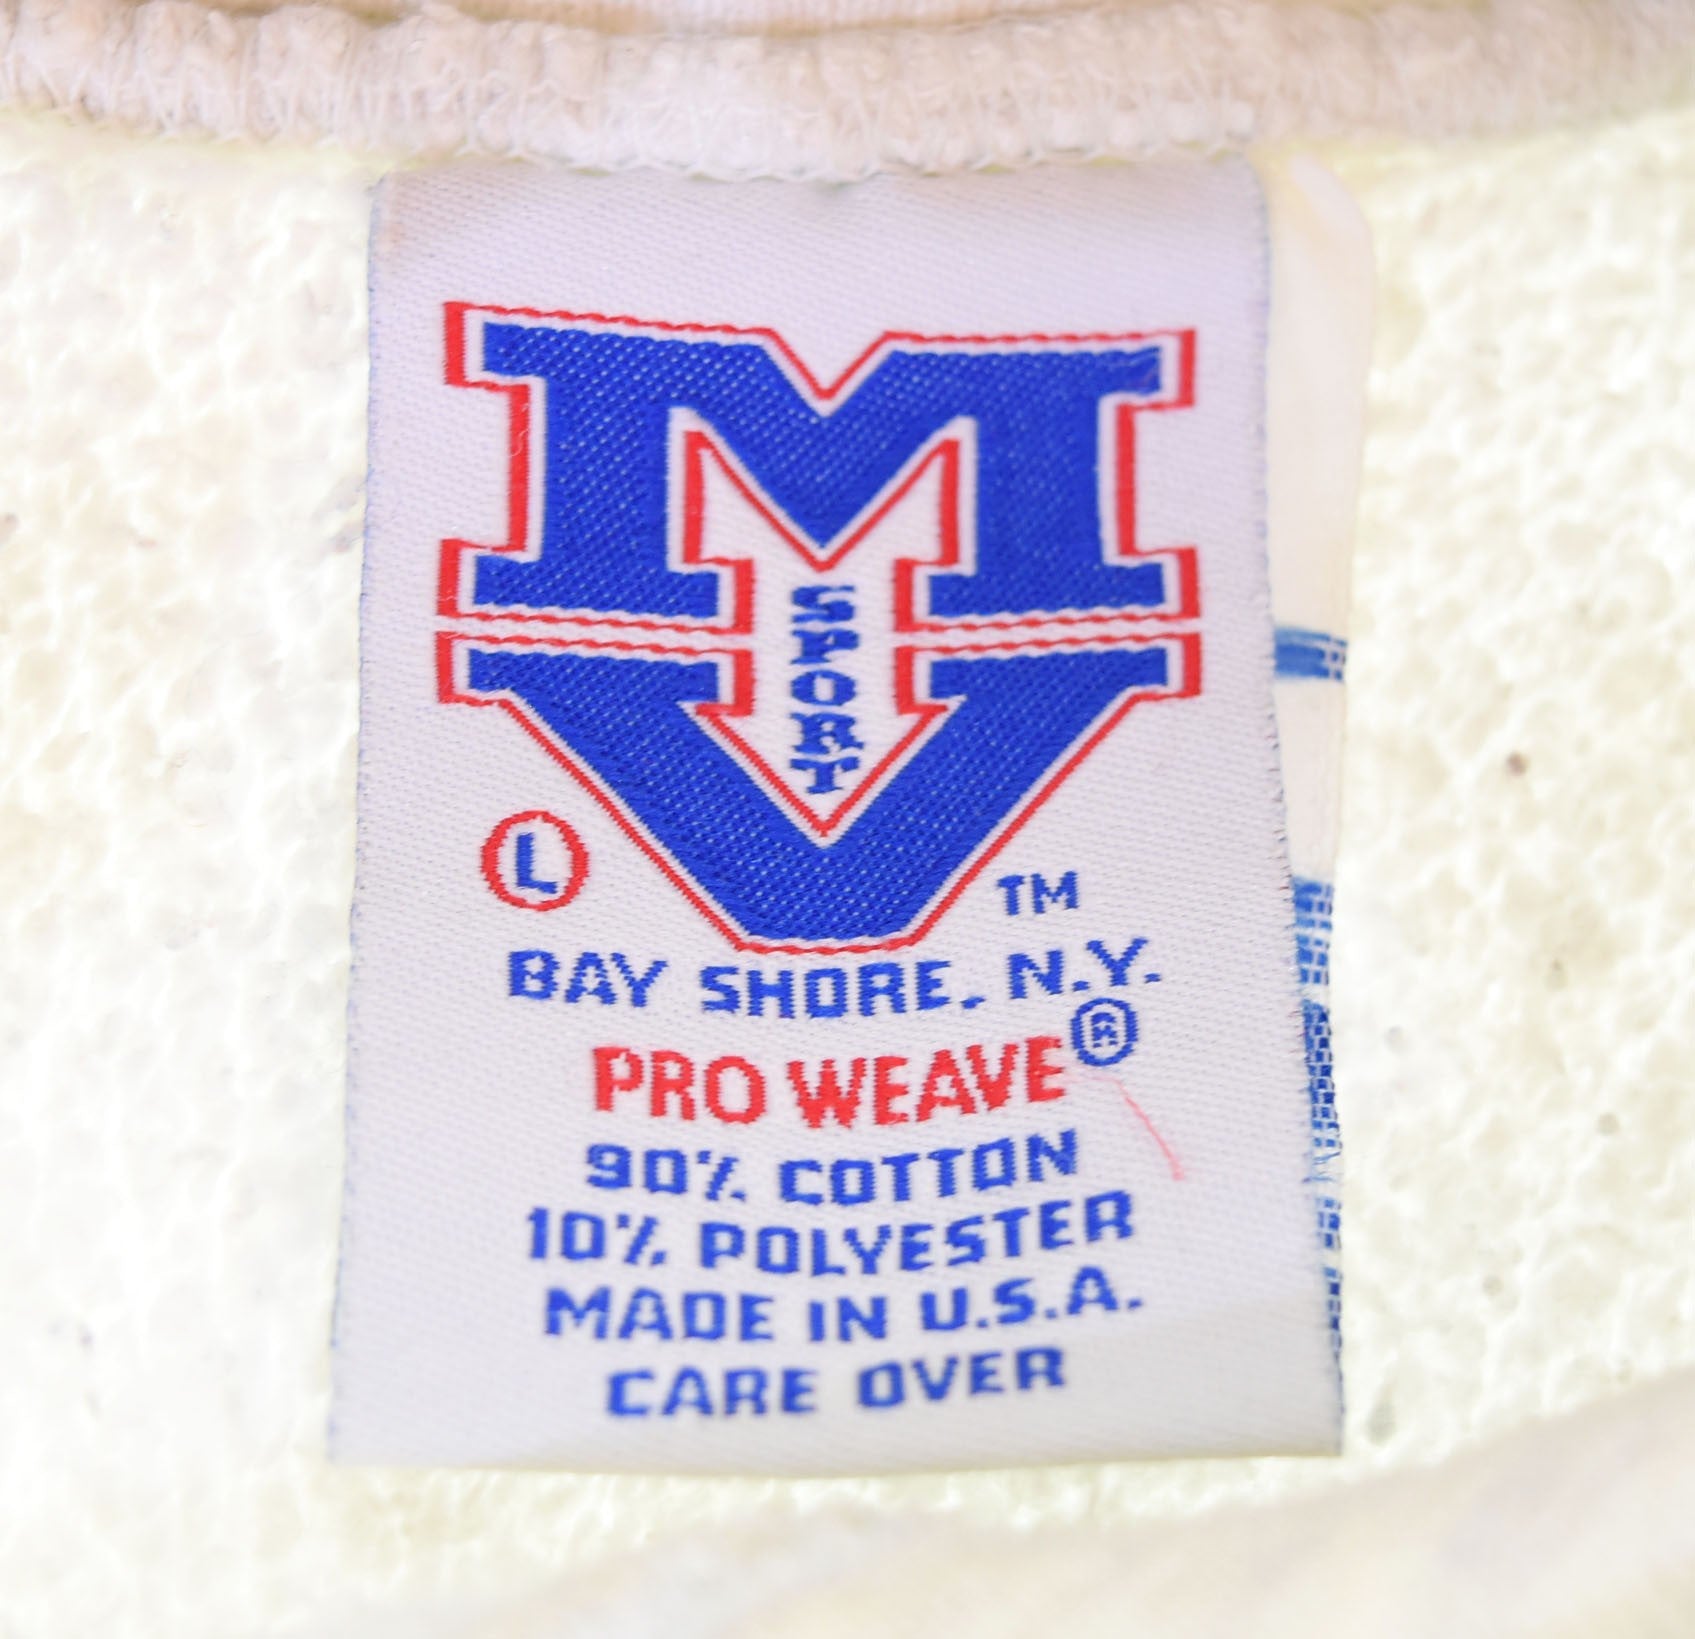 M
SPORT
V
L
TM
BAY SHORE, N.Y.
PRO WEAVE®
90% COTTON
10% POLYESTER
MADE IN U.S.A.
CARE OVER